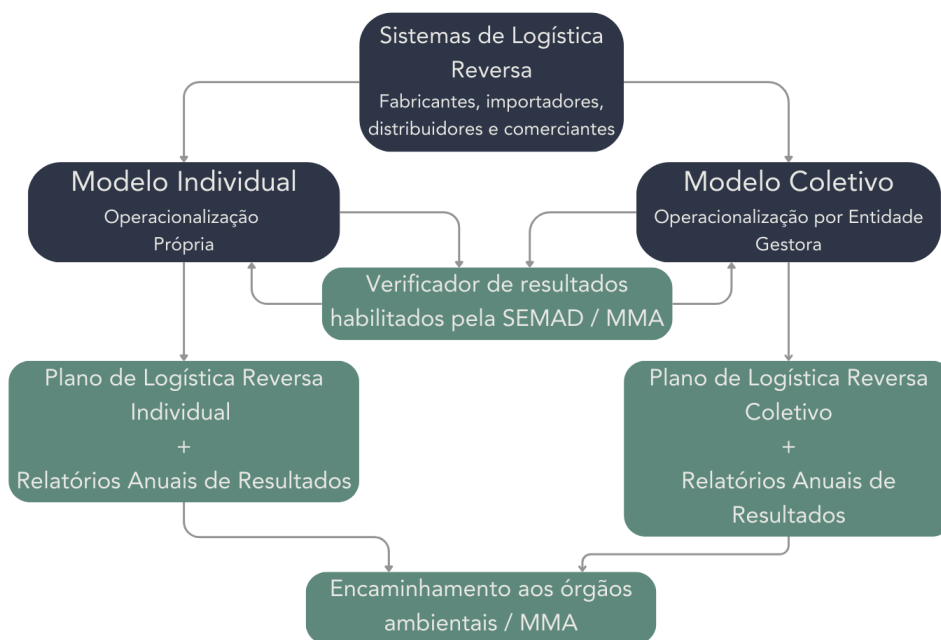 Sistemas de Logística
Reversa
Fabricantes, importadores,
distribuidores e comerciantes
Modelo Individual
Operacionalização
Própria
Modelo Coletivo
Operacionalização por Entidade
Gestora
Verificador de resultados
habilitados pela SEMAD / MMA
Plano de Logística Reversa
Individual
+
Relatórios Anuais de Resultados
Plano de Logística Reversa
Coletivo
+
Relatórios Anuais de
Resultados
Encaminhamento aos órgãos
ambientais / MMA